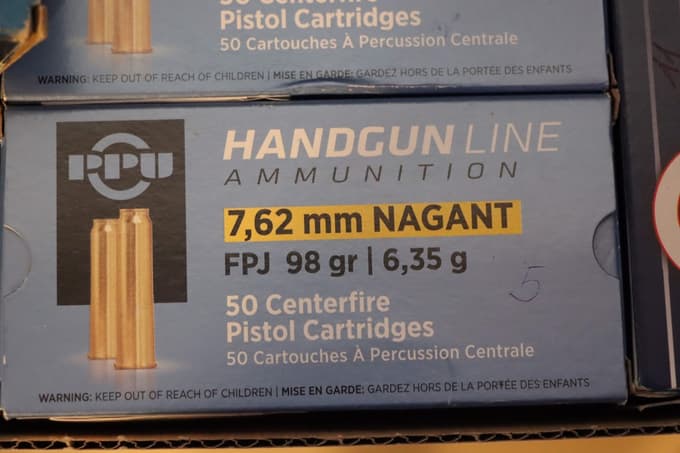 50 Centerfire
Pistol Cartridges
50 Cartouches À Percussion Centrale
WARNING: KEEP OUT OF REACH OF CHILDREN | MISE EN GARDE: GARDEZ HORS DE LA PORTÉE DES ENFANTS
PPU
HANDGUN LINE
AMMUNITION
7,62 mm NAGANT
FPJ 98 gr | 6,35 g
5
50 Centerfire
Pistol Cartridges
50 Cartouches À Percussion Centrale
WARNING: KEEP OUT OF REACH OF CHILDREN | MISE EN GARDE: GARDEZ HORS DE LA PORTÉE DES ENFANTS